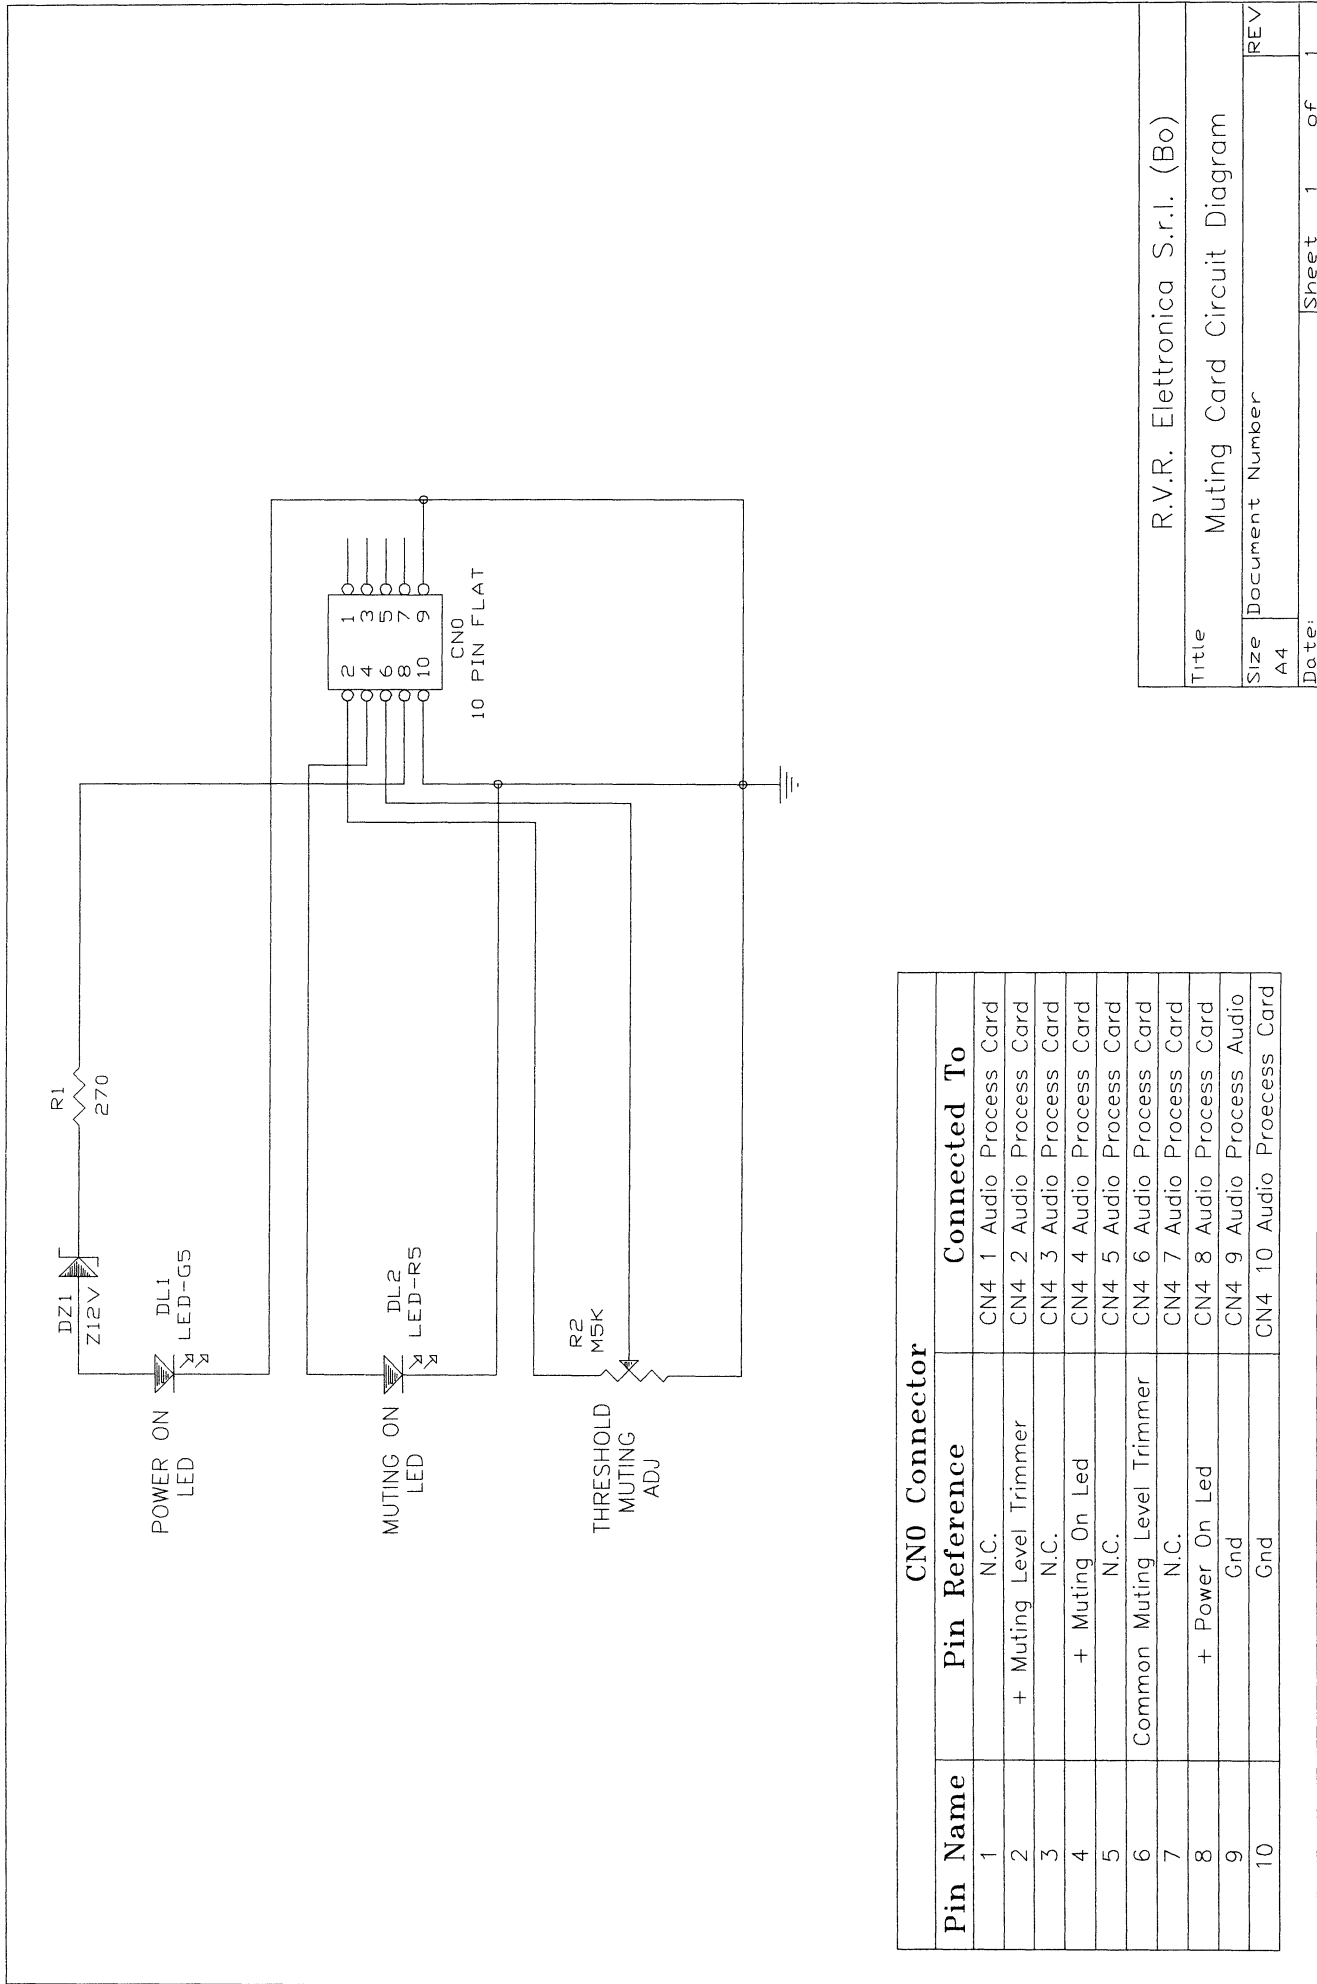 POWER ON
LED
DL1
LED-G5
DZ1
Z12V
R1
270
MUTING ON
LED
DL2
LED-R5
THRESHOLD
MUTING
ADJ
R2
M5K
2 1
4 3
6 5
8 7
10 9
CN0
10 PIN FLAT
CN0 Connector
Pin Name Pin Reference Connected To
1 N.C. CN4 1 Audio Process Card
2 + Muting Level Trimmer CN4 2 Audio Process Card
3 N.C. CN4 3 Audio Process Card
4 + Muting On Led CN4 4 Audio Process Card
5 N.C. CN4 5 Audio Process Card
6 Common Muting Level Trimmer CN4 6 Audio Process Card
7 N.C. CN4 7 Audio Process Card
8 + Power On Led CN4 8 Audio Process Card
9 Gnd CN4 9 Audio Process Audio
10 Gnd CN4 10 Audio Proecess Card
R.V.R. Elettronica S.r.l. (Bo)
Title
Muting Card Circuit Diagram
Size Document Number REV
A4
Date: Sheet 1 of 1